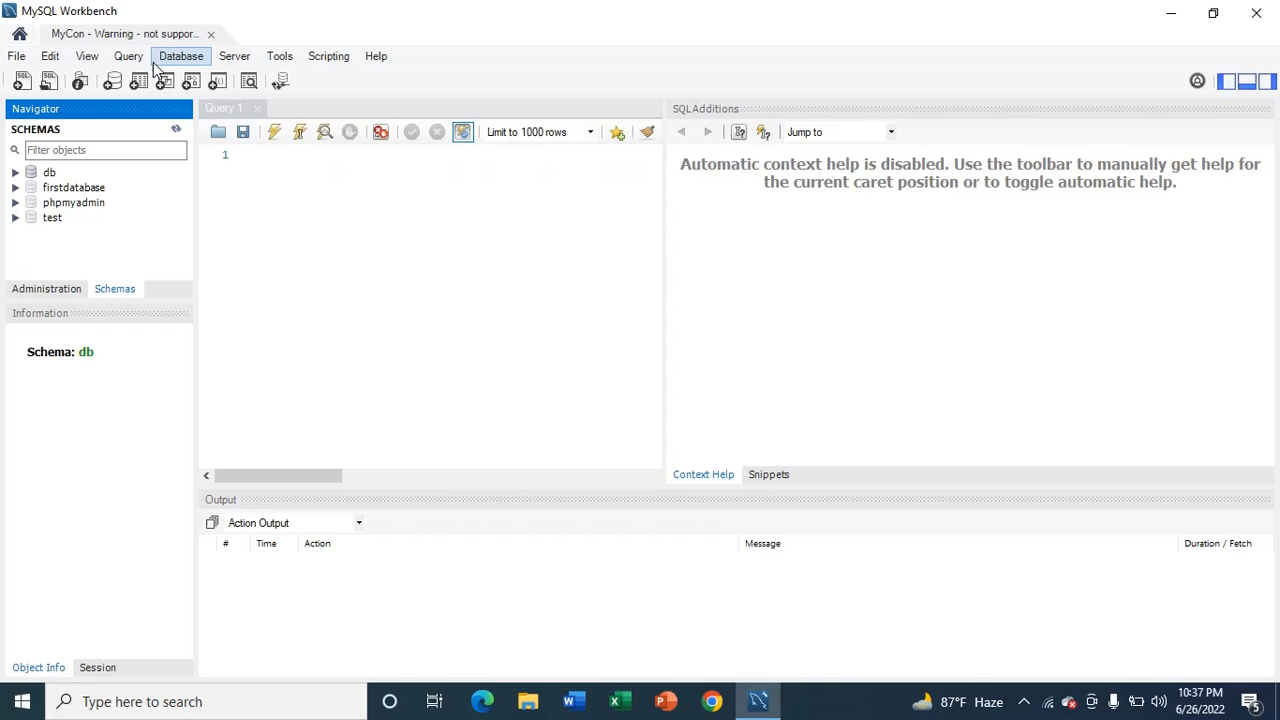 MySQL Workbench
MyCon - Warning - not suppor...
File Edit View Query Database Server Tools Scripting Help
Navigator
SCHEMAS
Filter objects
db
firstdatabase
phpmyadmin
test
Administration Schemas
Information
Schema: db
Object Info Session
Query 1
Limit to 1000 rows
1
SQLAdditions
Jump to
Automatic context help is disabled. Use the toolbar to manually get help for
the current caret position or to toggle automatic help.
Context Help Snippets
Output
Action Output
# Time Action Message Duration / Fetch
Type here to search
87°F Haze
10:37 PM
6/26/2022
5